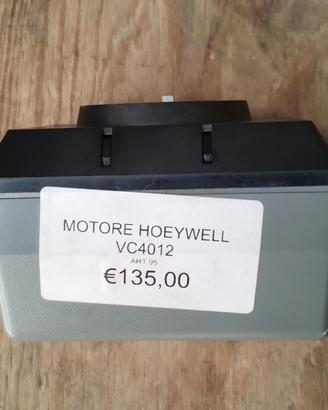 MOTORE HOEYWELL
VC4012
ART.95
€135,00